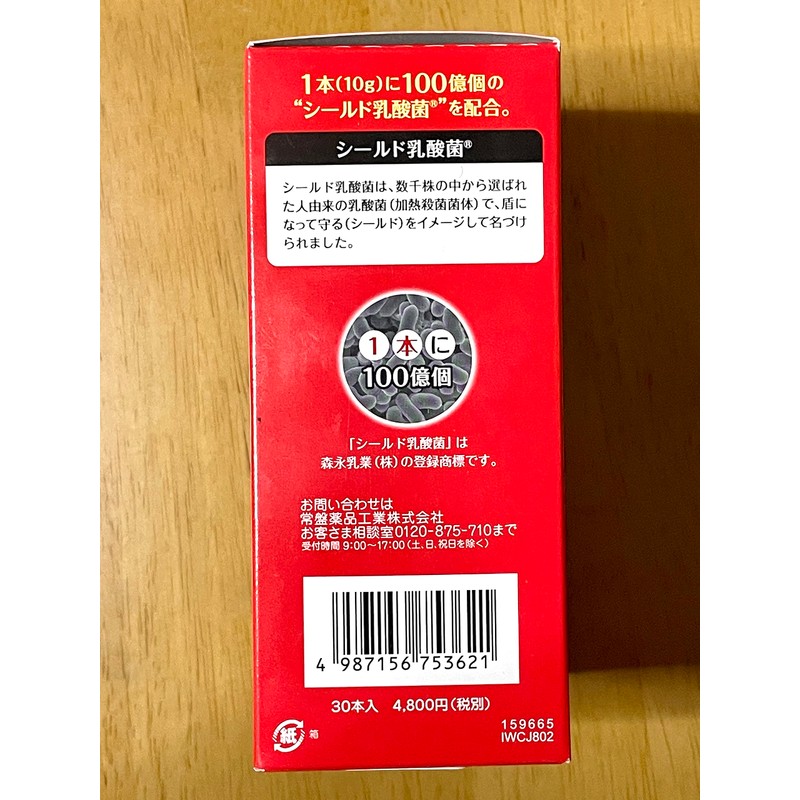 1本(10g)に100億個の
“シールド乳酸菌®”を配合。
シールド乳酸菌®
シールド乳酸菌は、数千株の中から選ばれ
た人由来の乳酸菌(加熱殺菌菌体)で、盾に
なって守る(シールド)をイメージして名づけ
られました。
1本に
100億個
「シールド乳酸菌」は
森永乳業(株)の登録商標です。
お問い合わせは
常盤薬品工業株式会社
お客さま相談室0120-875-710まで
受付時間 9:00〜17:00(土、日、祝日を除く)
4 987156 753621
30本入 4,800円(税別)
紙 箱
159665
IWCJ802